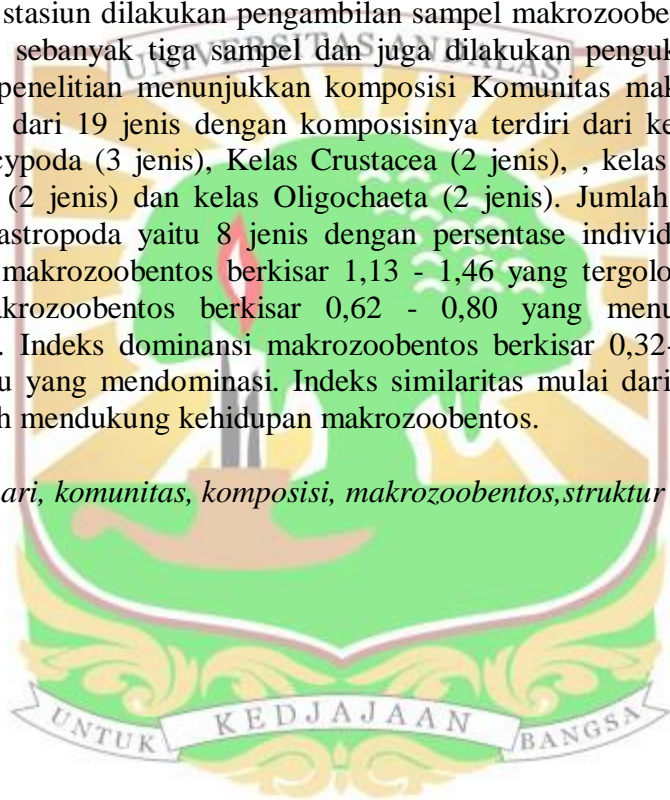 stasiun dilakukan pengambilan sampel makrozoobe
sebanyak tiga sampel dan juga dilakukan penguk
UNIVERSITAS ANDALAS
penelitian menunjukkan komposisi Komunitas mak
dari 19 jenis dengan komposisinya terdiri dari ke
cypoda (3 jenis), Kelas Crustacea (2 jenis), , kelas
(2 jenis) dan kelas Oligochaeta (2 jenis). Jumlah
astropoda yaitu 8 jenis dengan persentase individ
makrozoobentos berkisar 1,13 - 1,46 yang tergolo
akrozoobentos berkisar 0,62 - 0,80 yang menu
. Indeks dominansi makrozoobentos berkisar 0,32-
u yang mendominasi. Indeks similaritas mulai dari
h mendukung kehidupan makrozoobentos.
ari, komunitas, komposisi, makrozoobentos,struktur
UNTUK KEDJAJAAN BANGSA